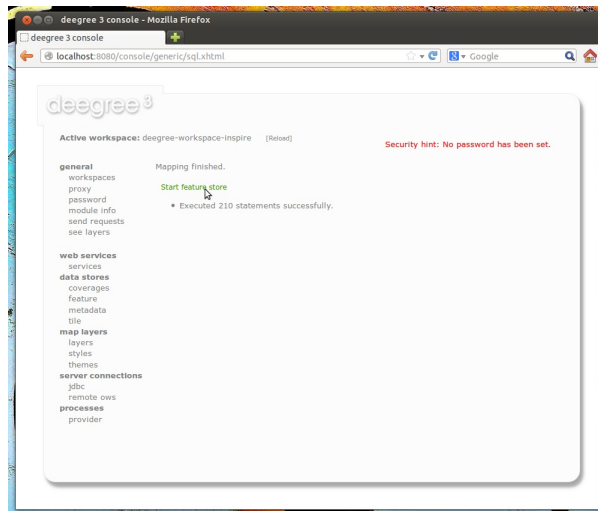 deegree 3 console - Mozilla Firefox
deegree 3 console
localhost:8080/console/generic/sql.xhtml
Google
deegree 3
Active workspace: deegree-workspace-inspire [Reload]
Security hint: No password has been set.
general
workspaces
proxy
password
module info
send requests
see layers
web services
services
data stores
coverages
feature
metadata
tile
map layers
layers
styles
themes
server connections
jdbc
remote ows
processes
provider
Mapping finished.
Start feature store
• Executed 210 statements successfully.